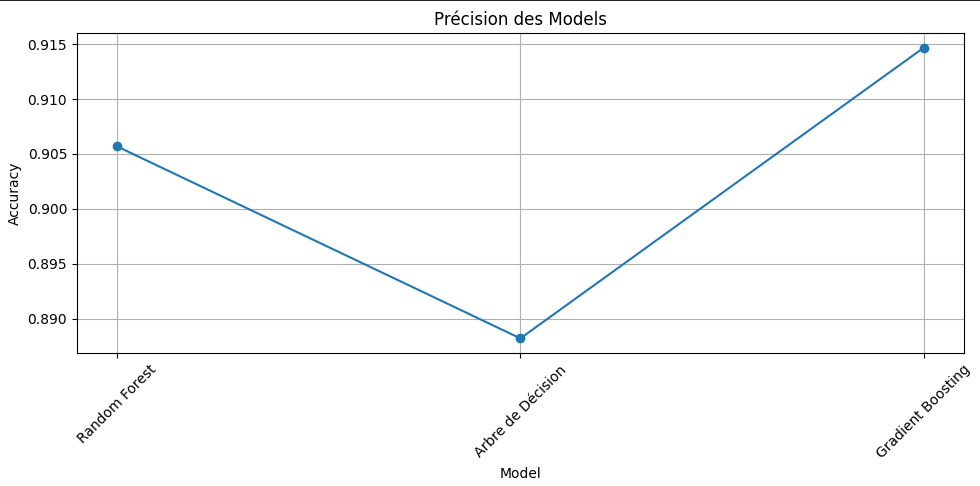 Précision des Models
0.915
0.910
0.905
0.900
0.895
0.890
Accuracy
Random Forest
Arbre de Décision
Gradient Boosting
Model